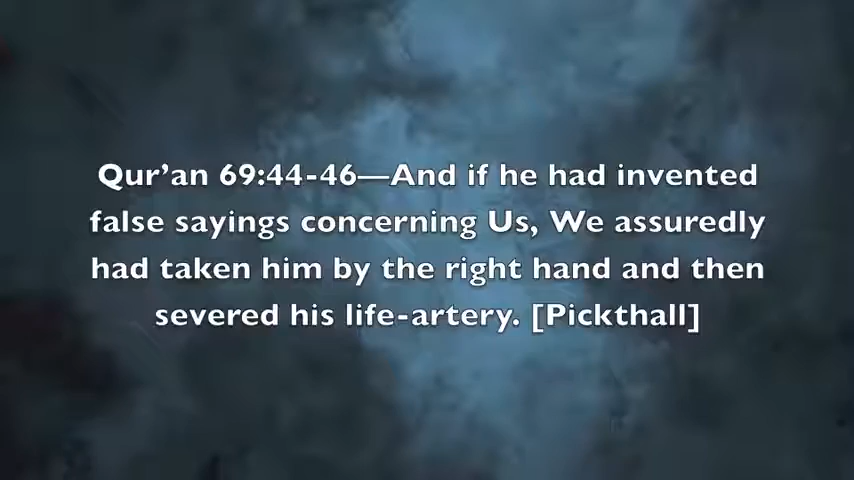 Qur’an 69:44-46—And if he had invented
false sayings concerning Us, We assuredly
had taken him by the right hand and then
severed his life-artery. [Pickthall]